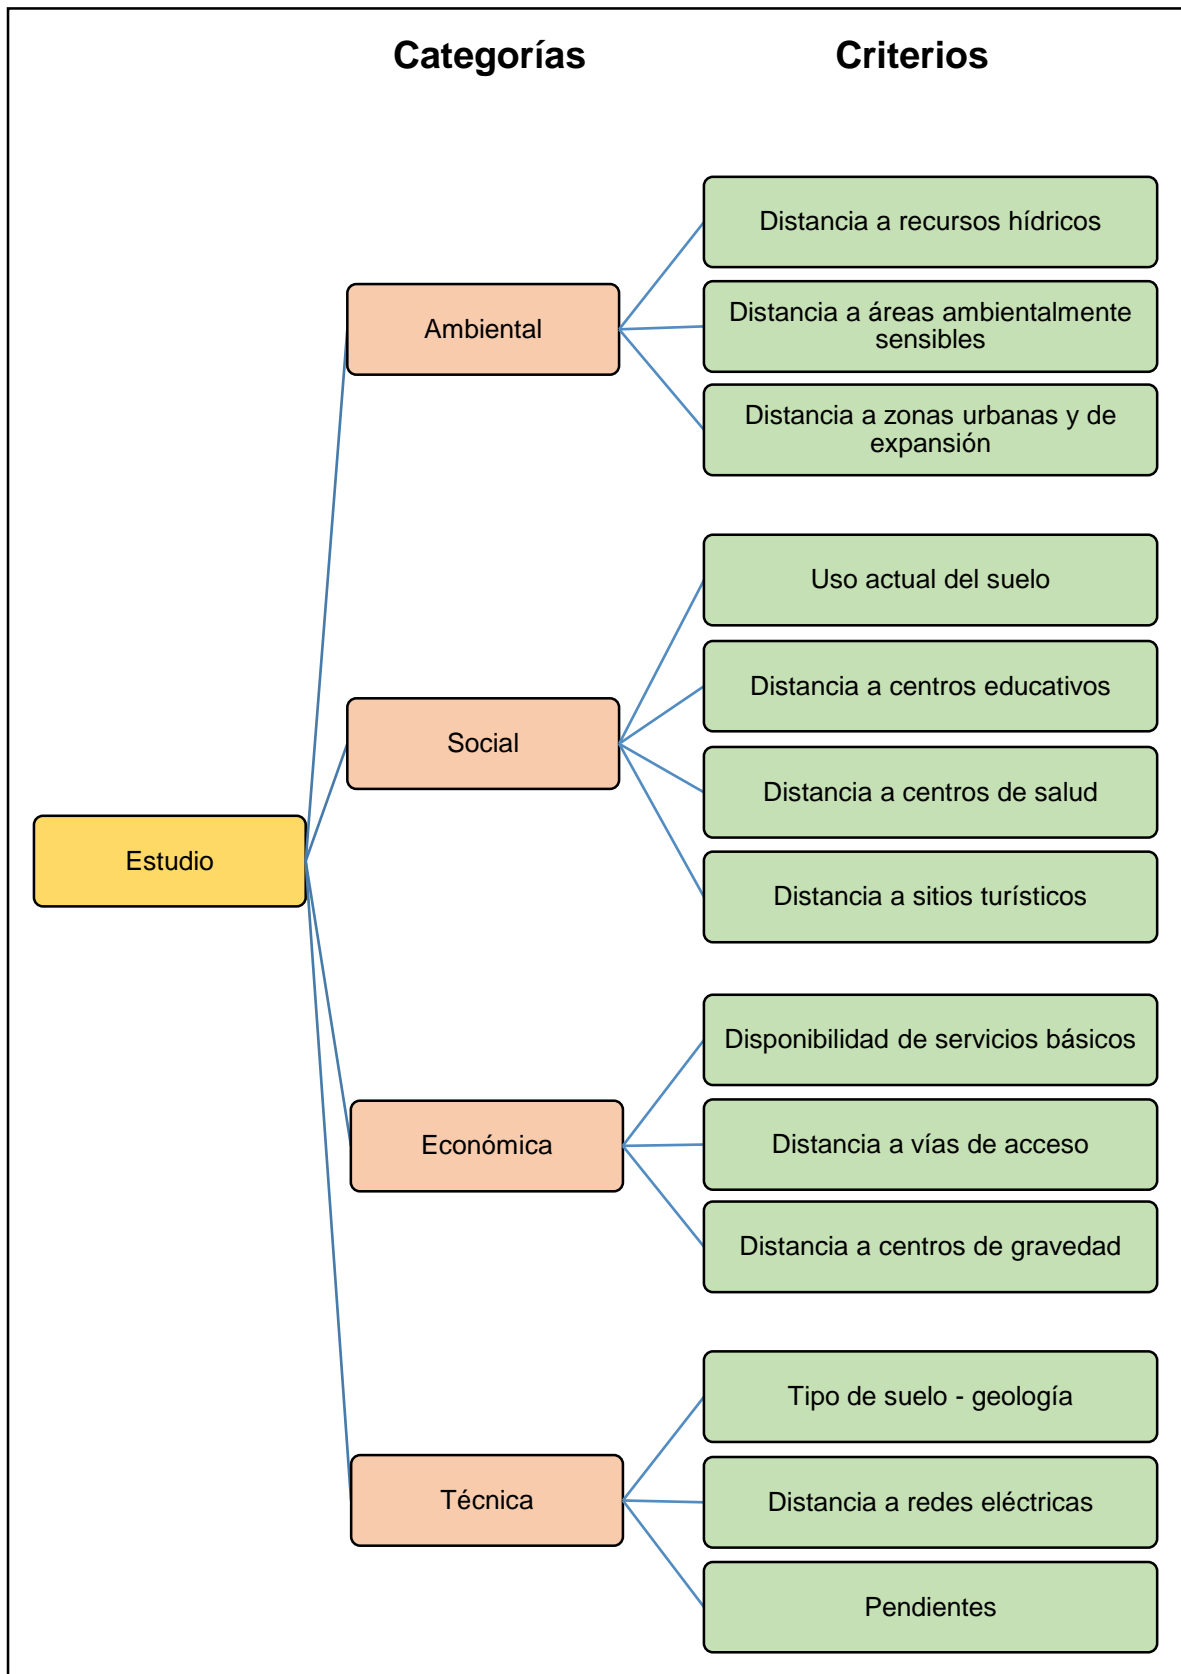 Categorías
Criterios
Estudio
Ambiental
Distancia a recursos hídricos
Distancia a áreas ambientalmente
sensibles
Distancia a zonas urbanas y de
expansión
Social
Uso actual del suelo
Distancia a centros educativos
Distancia a centros de salud
Distancia a sitios turísticos
Económica
Disponibilidad de servicios básicos
Distancia a vías de acceso
Distancia a centros de gravedad
Técnica
Tipo de suelo - geología
Distancia a redes eléctricas
Pendientes